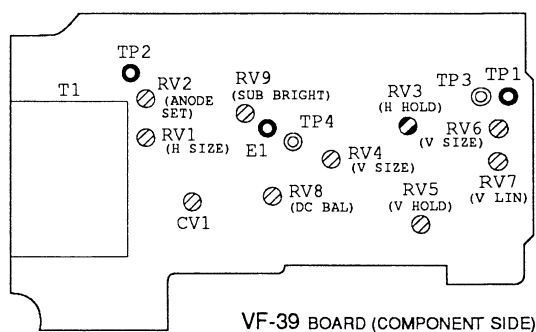 TP2
T1
RV2
(ANODE
SET)
RV1
(H SIZE)
RV9
(SUB BRIGHT)
E1
TP4
RV3
(H HOLD)
TP3
TP1
RV6
(V SIZE)
RV4
(V SIZE)
RV7
(V LIN)
RV5
(V HOLD)
RV8
(DC BAL)
CV1
VF-39 BOARD (COMPONENT SIDE)